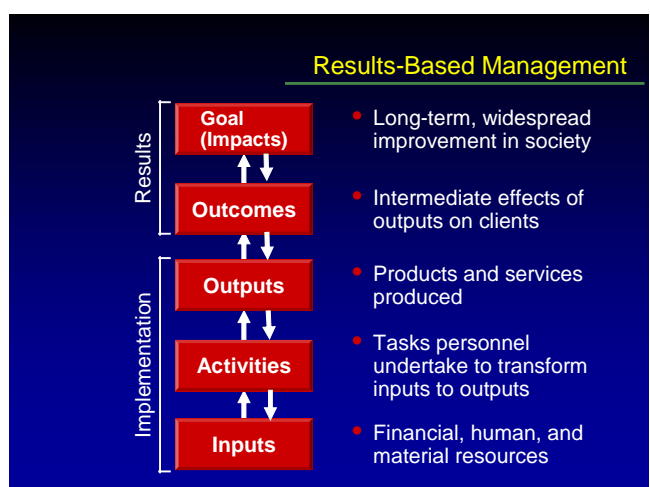 Results-Based Management
Results
Goal
(Impacts)
• Long-term, widespread
improvement in society
Outcomes
• Intermediate effects of
outputs on clients
Implementation
Outputs
• Products and services
produced
Activities
• Tasks personnel
undertake to transform
inputs to outputs
Inputs
• Financial, human, and
material resources